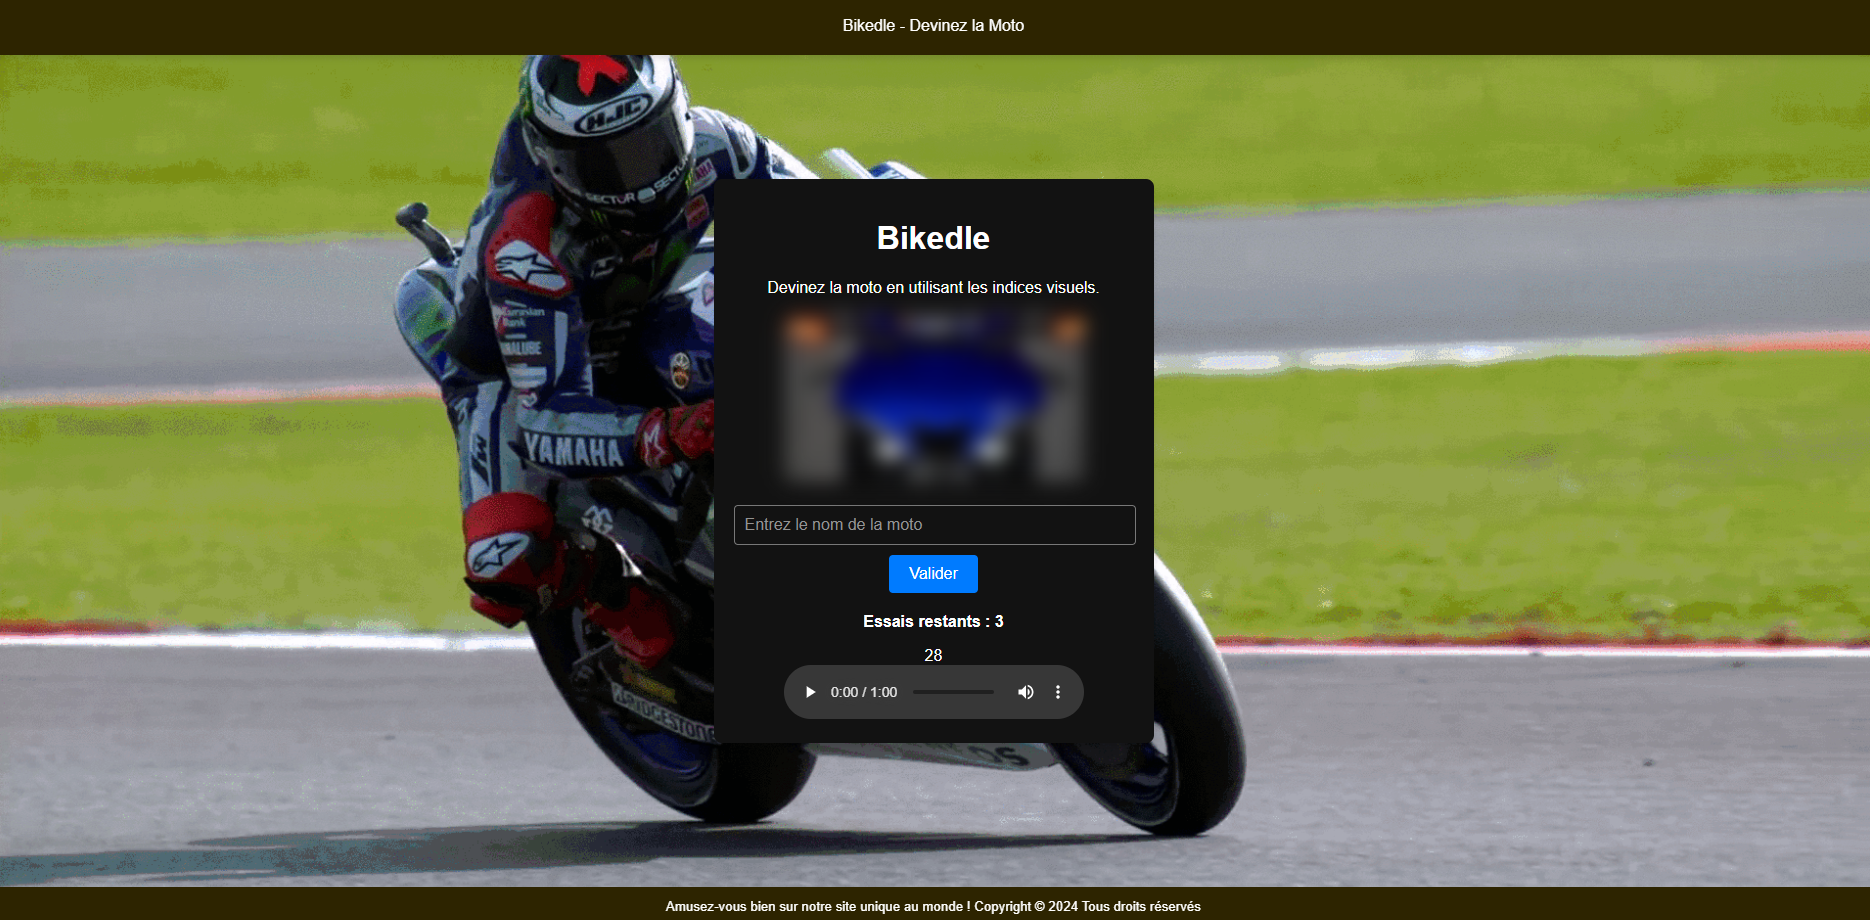 Bikedle - Devinez la Moto
HJC
SECTOR SECTOR
Bikedle
Devinez la moto en utilisant les indices visuels.
Bank
YAMAHA
Entrez le nom de la moto
Valider
Essais restants : 3
28
0:00 / 1:00
BRIDGESTONE
Amusez-vous bien sur notre site unique au monde ! Copyright © 2024 Tous droits réservés